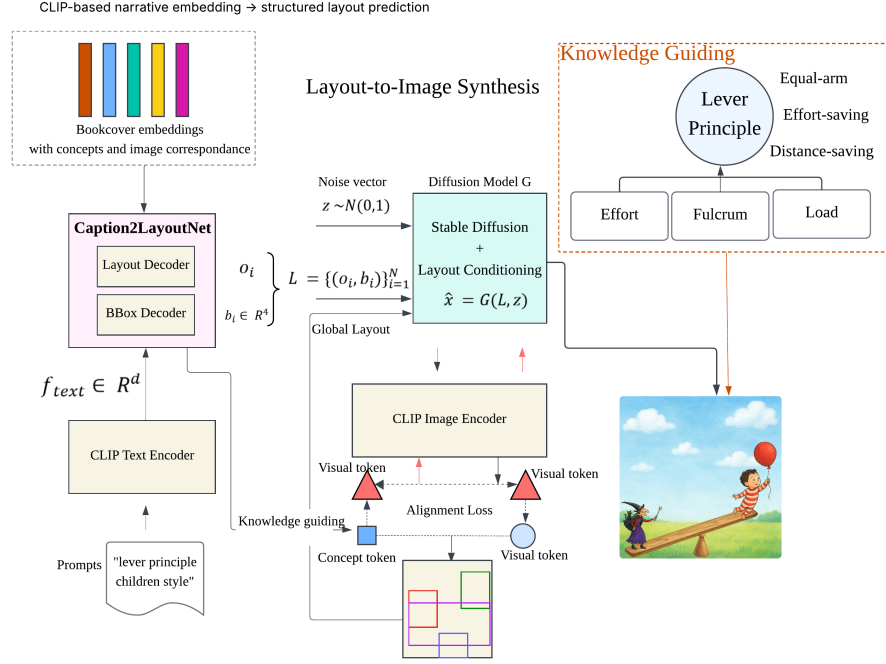 CLIP-based narrative embedding → structured layout prediction
Bookcover embeddings
with concepts and image correspondance
Caption2LayoutNet
Layout Decoder
BBox Decoder
f_text ∈ R^d
CLIP Text Encoder
Prompts
"lever principle
children style"
Layout-to-Image Synthesis
Noise vector
z ~N(0,1)
o_i
b_i ∈ R^4
L = {(o_i, b_i)}_{i=1}^N
Global Layout
Diffusion Model G
Stable Diffusion
+
Layout Conditioning
x̂ = G(L, z)
CLIP Image Encoder
Visual token
Visual token
Alignment Loss
Knowledge guiding
Concept token
Visual token
Knowledge Guiding
Lever
Principle
Equal-arm
Effort-saving
Distance-saving
Effort
Fulcrum
Load